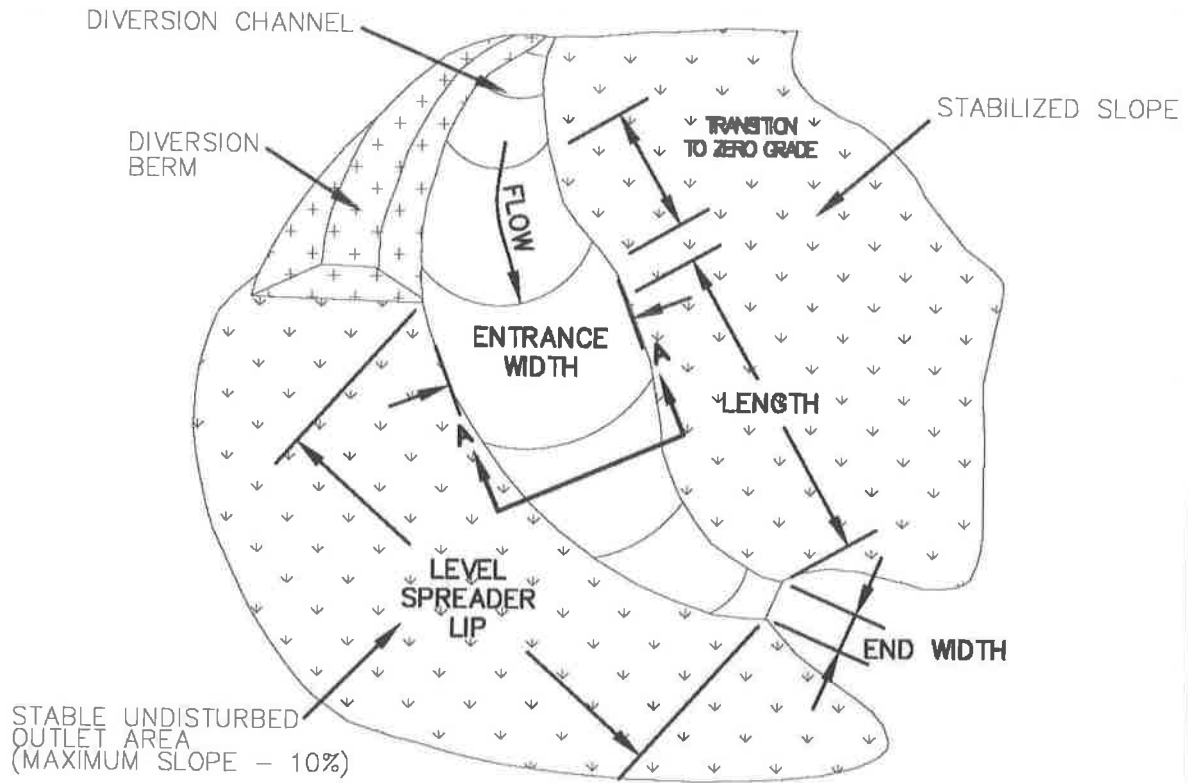 DIVERSION CHANNEL
DIVERSION
BERM
TRANSITION
TO ZERO GRADE
STABILIZED SLOPE
FLOW
ENTRANCE
WIDTH
A
A
LENGTH
LEVEL
SPREADER
LIP
END WIDTH
STABLE UNDISTURBED
OUTLET AREA
(MAXIMUM SLOPE - 10%)